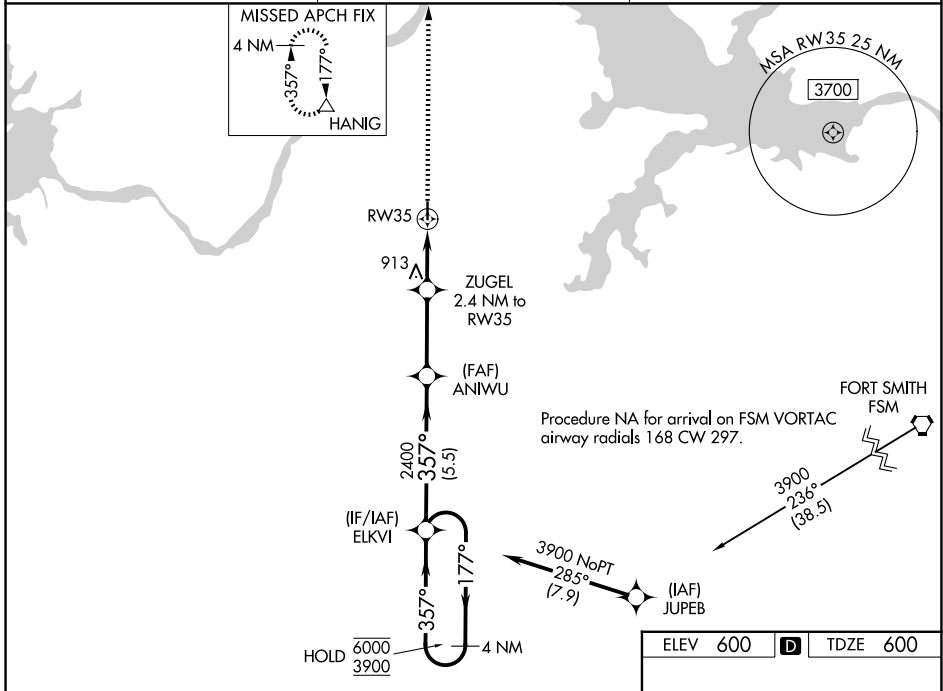 MISSED APCH FIX
4 NM
357°
177°
HANIG
MSA RW35 25 NM
3700
RW35
913
ZUGEL
2.4 NM to
RW35
(FAF)
ANIWU
FORT SMITH
FSM
Procedure NA for arrival on FSM VORTAC
airway radials 168 CW 297.
2400
357°
(5.5)
3900
236°
(38.5)
(IF/IAF)
ELKVI
177°
357°
3900 NoPT
285°
(7.9)
(IAF)
JUPEB
HOLD 6000
3900
4 NM
ELEV 600 D TDZE 600